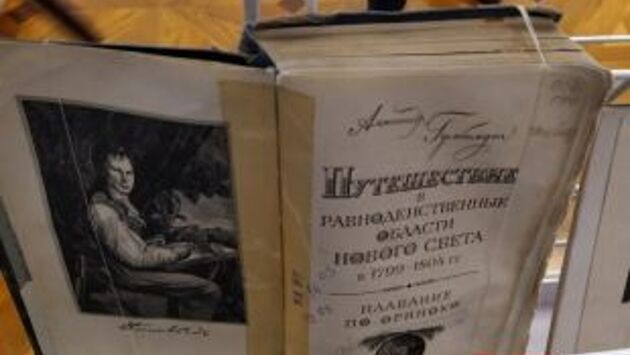 Путешествие
в
равноденственные
области
Нового Света
в 1799-1804 гг.
Плавание
по Ориноко